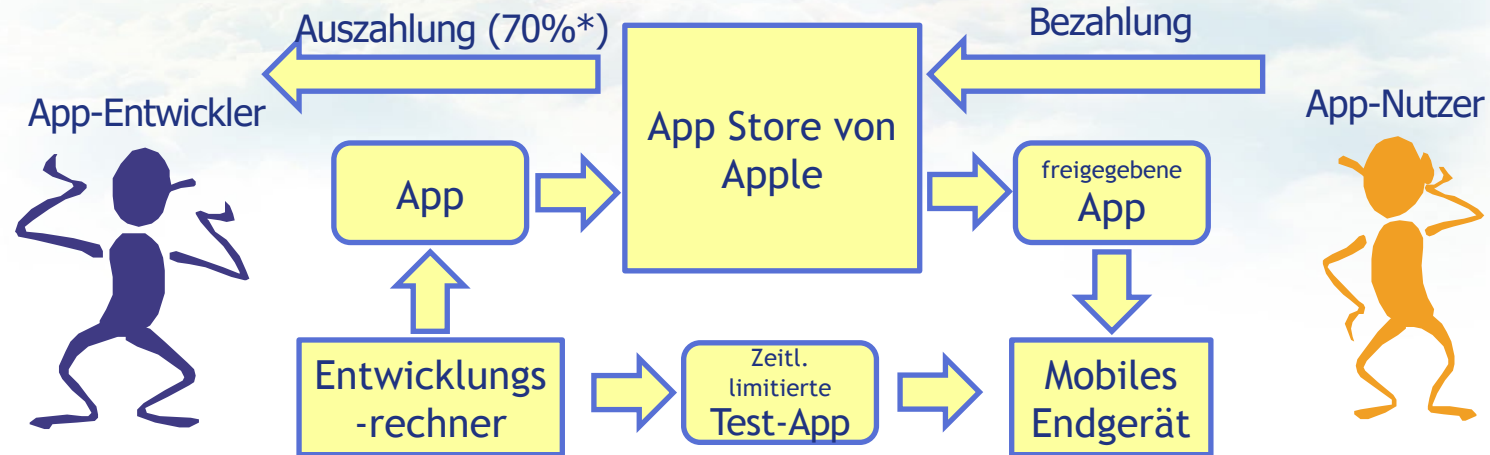 Auszahlung (70%*)
Bezahlung
App-Entwickler
App-Nutzer
App Store von
Apple
App
freigegebene
App
Entwicklungs
-rechner
Zeitl.
limitierte
Test-App
Mobiles
Endgerät